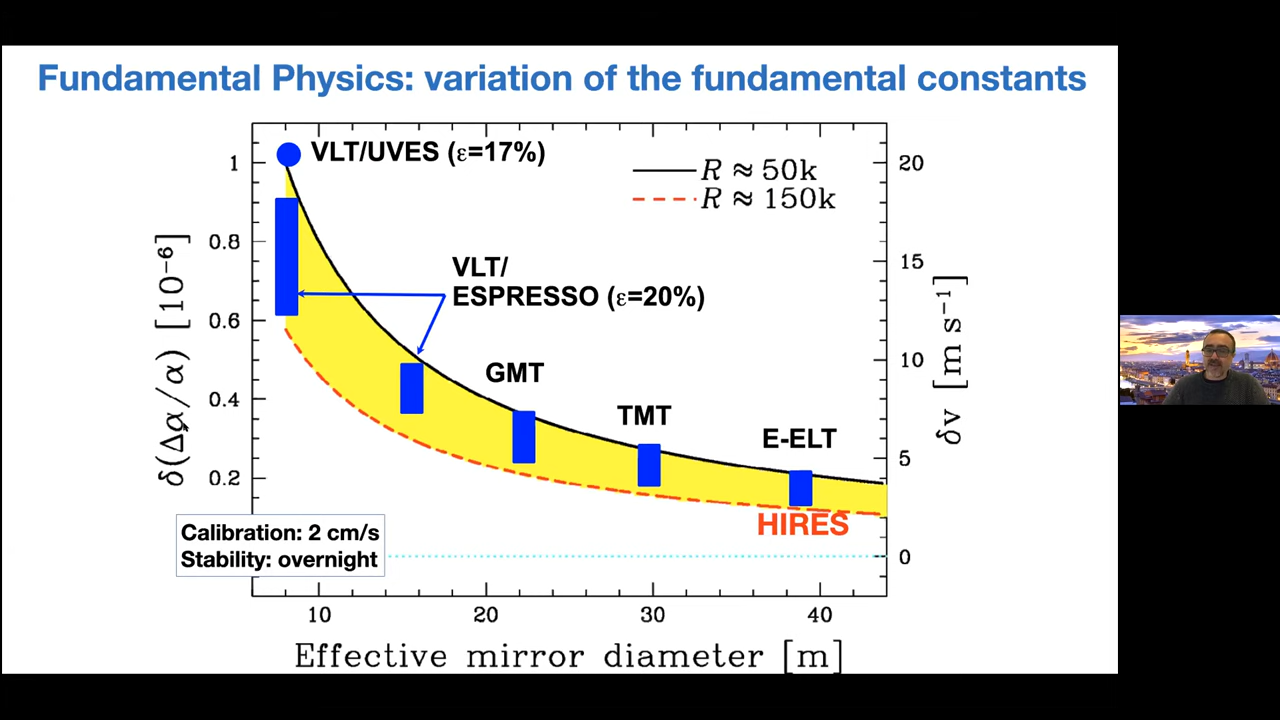 Fundamental Physics: variation of the fundamental constants
VLT/UVES (ε=17%)
R ≈ 50k
R ≈ 150k
VLT/
ESPRESSO (ε=20%)
GMT
TMT
E-ELT
HIRES
Calibration: 2 cm/s
Stability: overnight
δ(Δα/α) [10⁻⁶]
1
0.8
0.6
0.4
0.2
20
15
10
5
0
δv [m s⁻¹]
10 20 30 40
Effective mirror diameter [m]